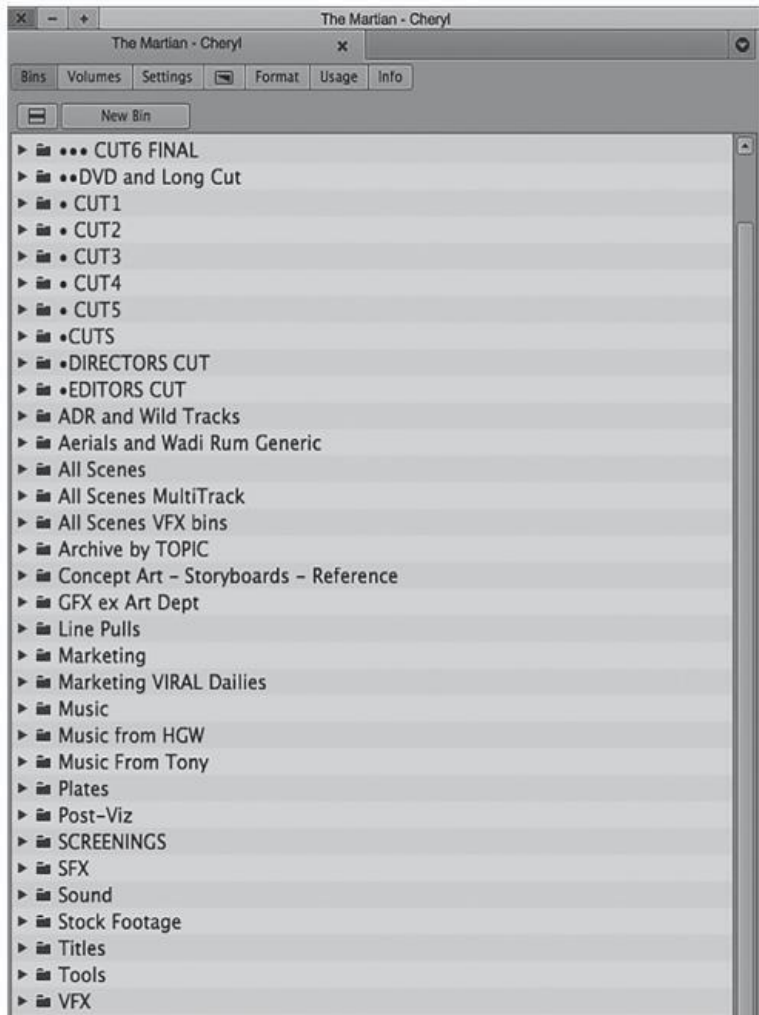 The Martian - Cheryl
The Martian - Cheryl
Bins Volumes Settings Format Usage Info
New Bin
••• CUT6 FINAL
••DVD and Long Cut
• CUT1
• CUT2
• CUT3
• CUT4
• CUT5
•CUTS
•DIRECTORS CUT
•EDITORS CUT
ADR and Wild Tracks
Aerials and Wadi Rum Generic
All Scenes
All Scenes MultiTrack
All Scenes VFX bins
Archive by TOPIC
Concept Art – Storyboards – Reference
GFX ex Art Dept
Line Pulls
Marketing
Marketing VIRAL Dailies
Music
Music from HGW
Music From Tony
Plates
Post-Viz
SCREENINGS
SFX
Sound
Stock Footage
Titles
Tools
VFX